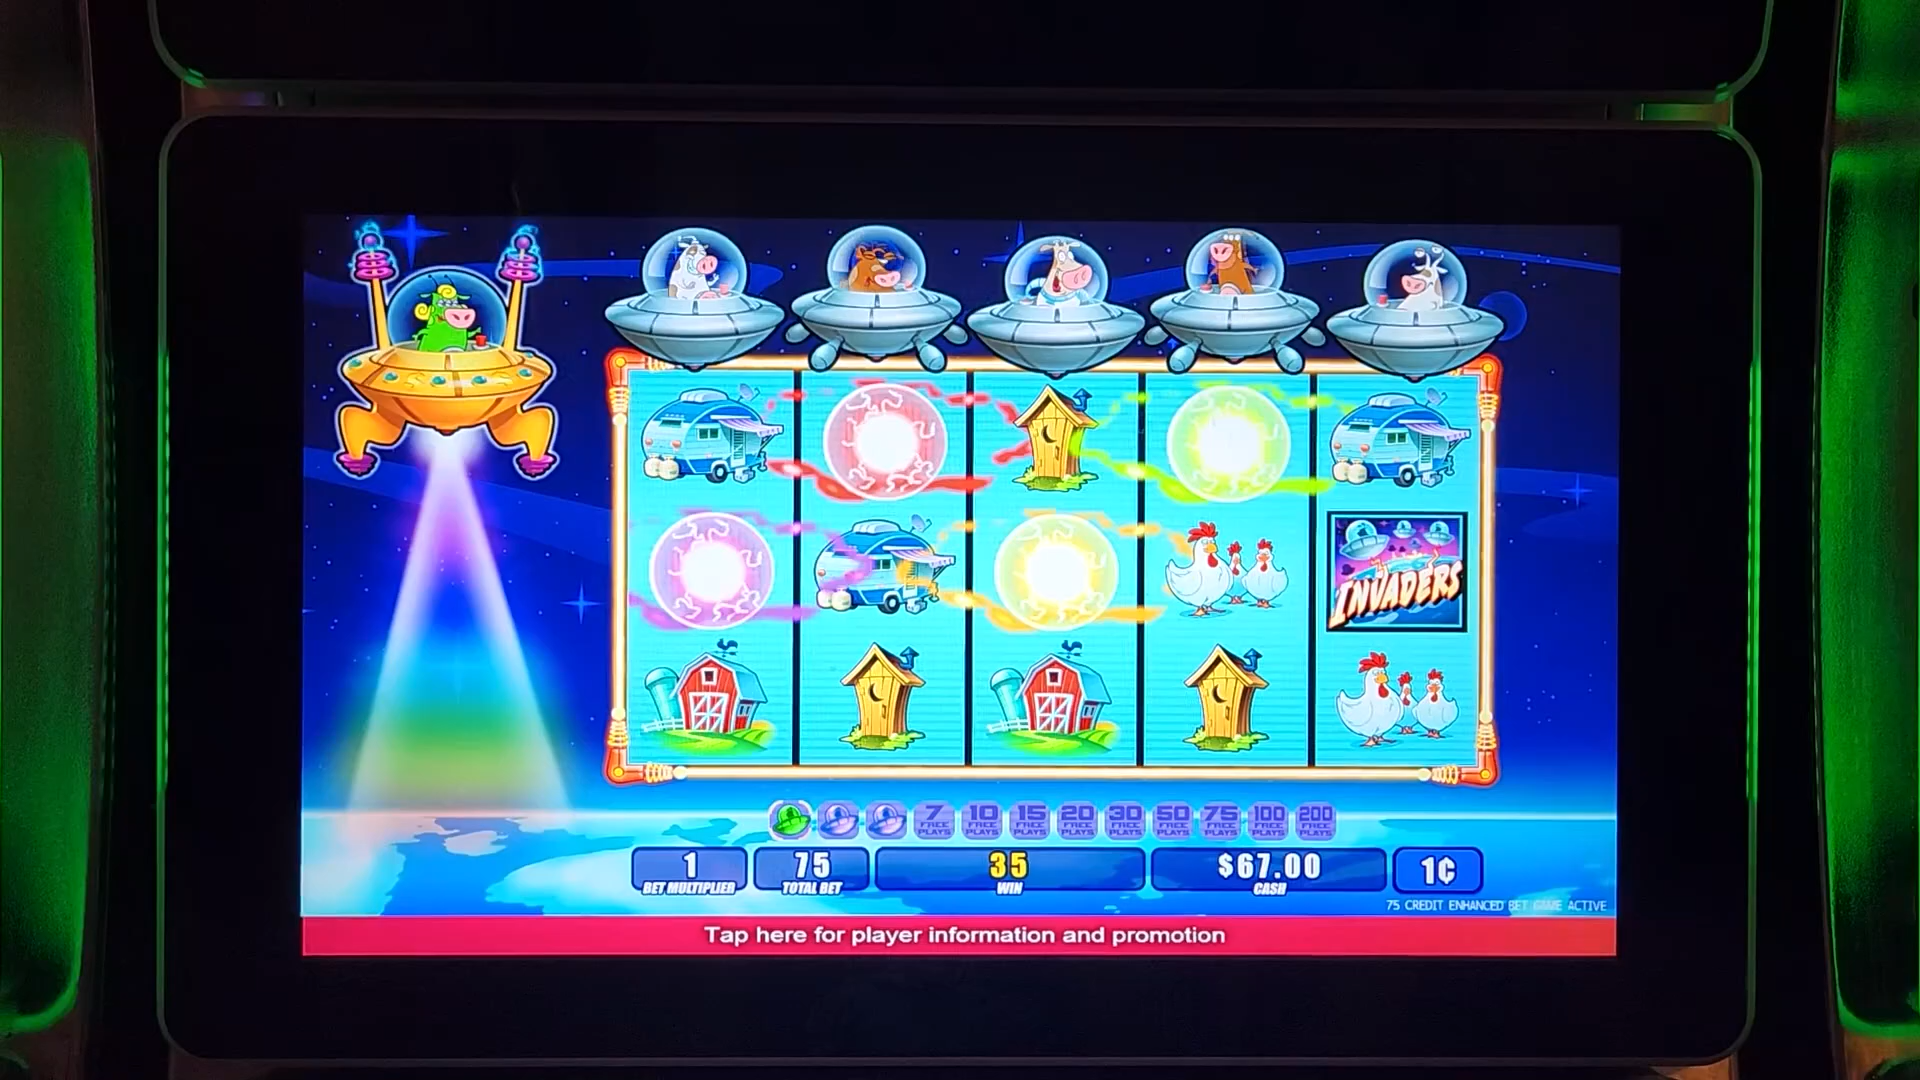 INVADERS
7 FREE PLAYS
10 FREE PLAYS
15 FREE PLAYS
20 FREE PLAYS
30 FREE PLAYS
50 FREE PLAYS
75 FREE PLAYS
100 FREE PLAYS
200 FREE PLAYS
1
BET MULTIPLIER
75
TOTAL BET
35
WIN
$67.00
CASH
1¢
75 CREDIT ENHANCED BET GAME ACTIVE
Tap here for player information and promotion